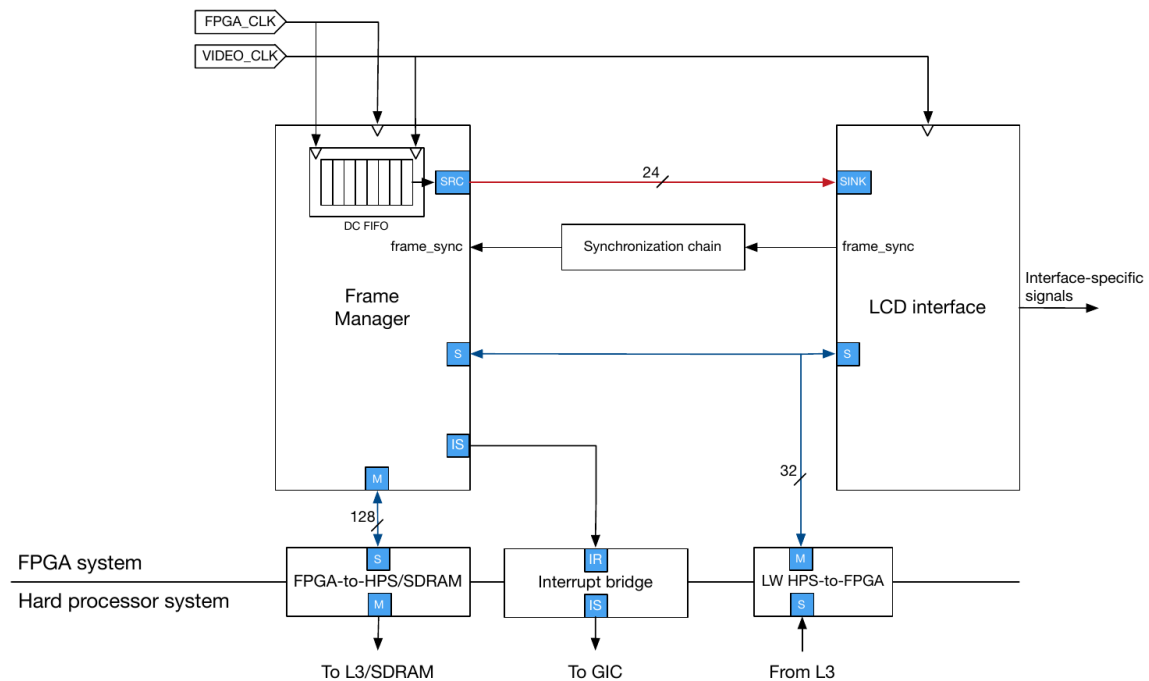 FPGA_CLK
VIDEO_CLK
SRC
24
SINK
DC FIFO
frame_sync
Synchronization chain
frame_sync
Interface-specific
signals
Frame
Manager
LCD interface
S
S
IS
M
32
128
FPGA system
S
IR
M
FPGA-to-HPS/SDRAM
Interrupt bridge
LW HPS-to-FPGA
Hard processor system
M
IS
S
To L3/SDRAM
To GIC
From L3